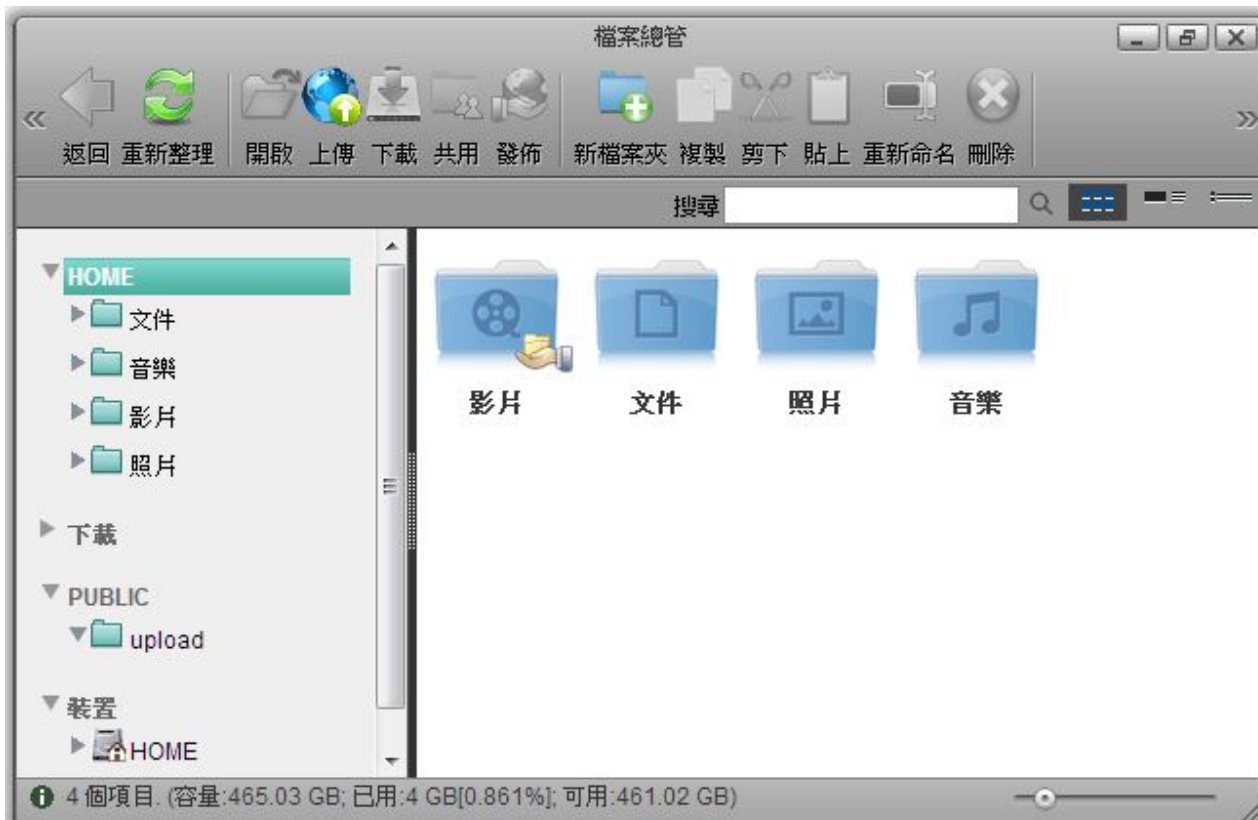 檔案總管
返回 重新整理 開啟 上傳 下載 共用 發佈 新檔案夾 複製 剪下 貼上 重新命名 刪除
搜尋
HOME
文件
音樂
影片
照片
下載
PUBLIC
upload
裝置
HOME
影片 文件 照片 音樂
4 個項目. (容量:465.03 GB; 已用:4 GB[0.861%]; 可用:461.02 GB)